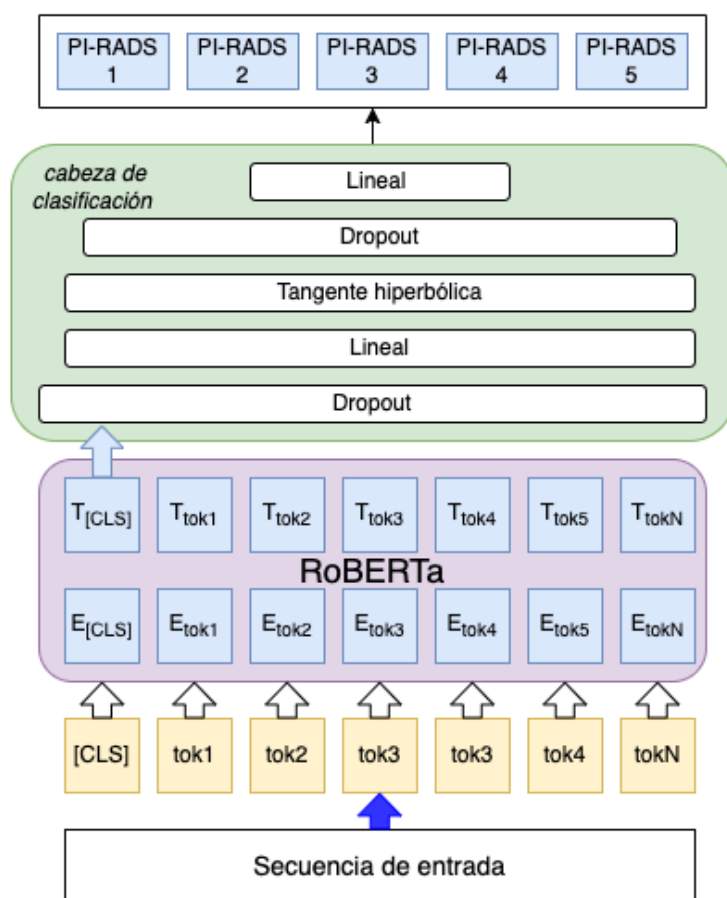 PI-RADS 1
PI-RADS 2
PI-RADS 3
PI-RADS 4
PI-RADS 5
cabeza de
clasificación
Lineal
Dropout
Tangente hiperbólica
Lineal
Dropout
T[CLS] Ttok1 Ttok2 Ttok3 Ttok4 Ttok5 TtokN
RoBERTa
E[CLS] Etok1 Etok2 Etok3 Etok4 Etok5 EtokN
[CLS] tok1 tok2 tok3 tok3 tok4 tokN
Secuencia de entrada